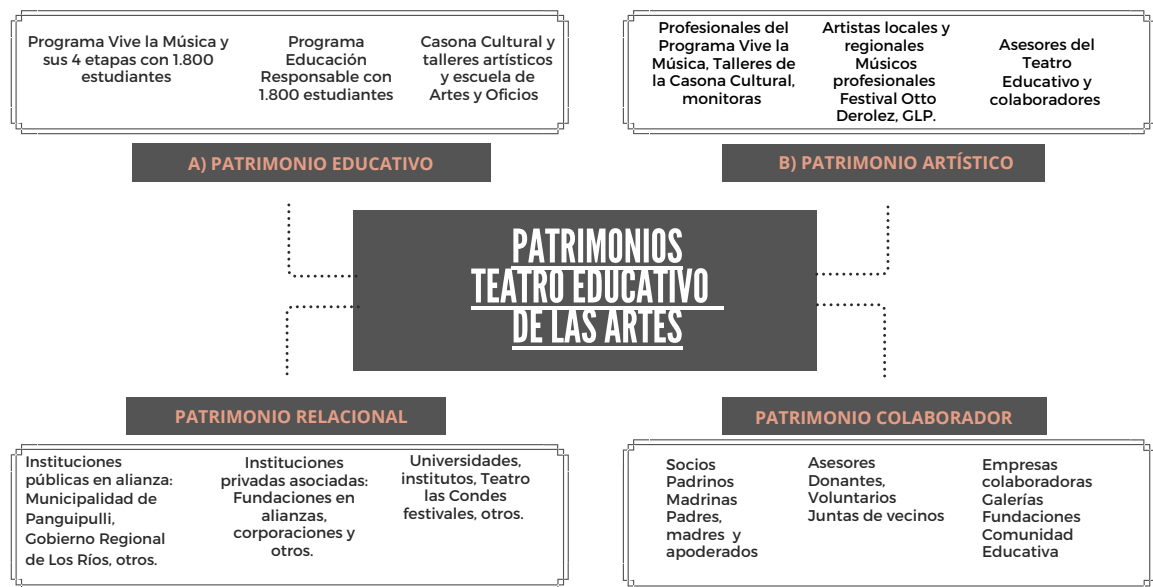 Programa Vive la Música y
sus 4 etapas con 1.800
estudiantes
Programa
Educación
Responsable con
1.800 estudiantes
Casona Cultural y
talleres artísticos
y escuela de
Artes y Oficios
A) PATRIMONIO EDUCATIVO
Profesionales del
Programa Vive la
Música, Talleres de
la Casona Cultural,
monitoras
Artistas locales y
regionales
Músicos
profesionales
Festival Otto
Derolez, GLP.
Asesores del
Teatro
Educativo y
colaboradores
B) PATRIMONIO ARTÍSTICO
PATRIMONIOS
TEATRO EDUCATIVO
DE LAS ARTES
PATRIMONIO RELACIONAL
Instituciones
públicas en alianza:
Municipalidad de
Panguipulli,
Gobierno Regional
de Los Ríos, otros.
Instituciones
privadas asociadas:
Fundaciones en
alianzas,
corporaciones y
otros.
Universidades,
institutos, Teatro
las Condes
festivales, otros.
PATRIMONIO COLABORADOR
Socios
Padrinos
Madrinas
Padres,
madres y
apoderados
Asesores
Donantes,
Voluntarios
Juntas de vecinos
Empresas
colaboradoras
Galerías
Fundaciones
Comunidad
Educativa